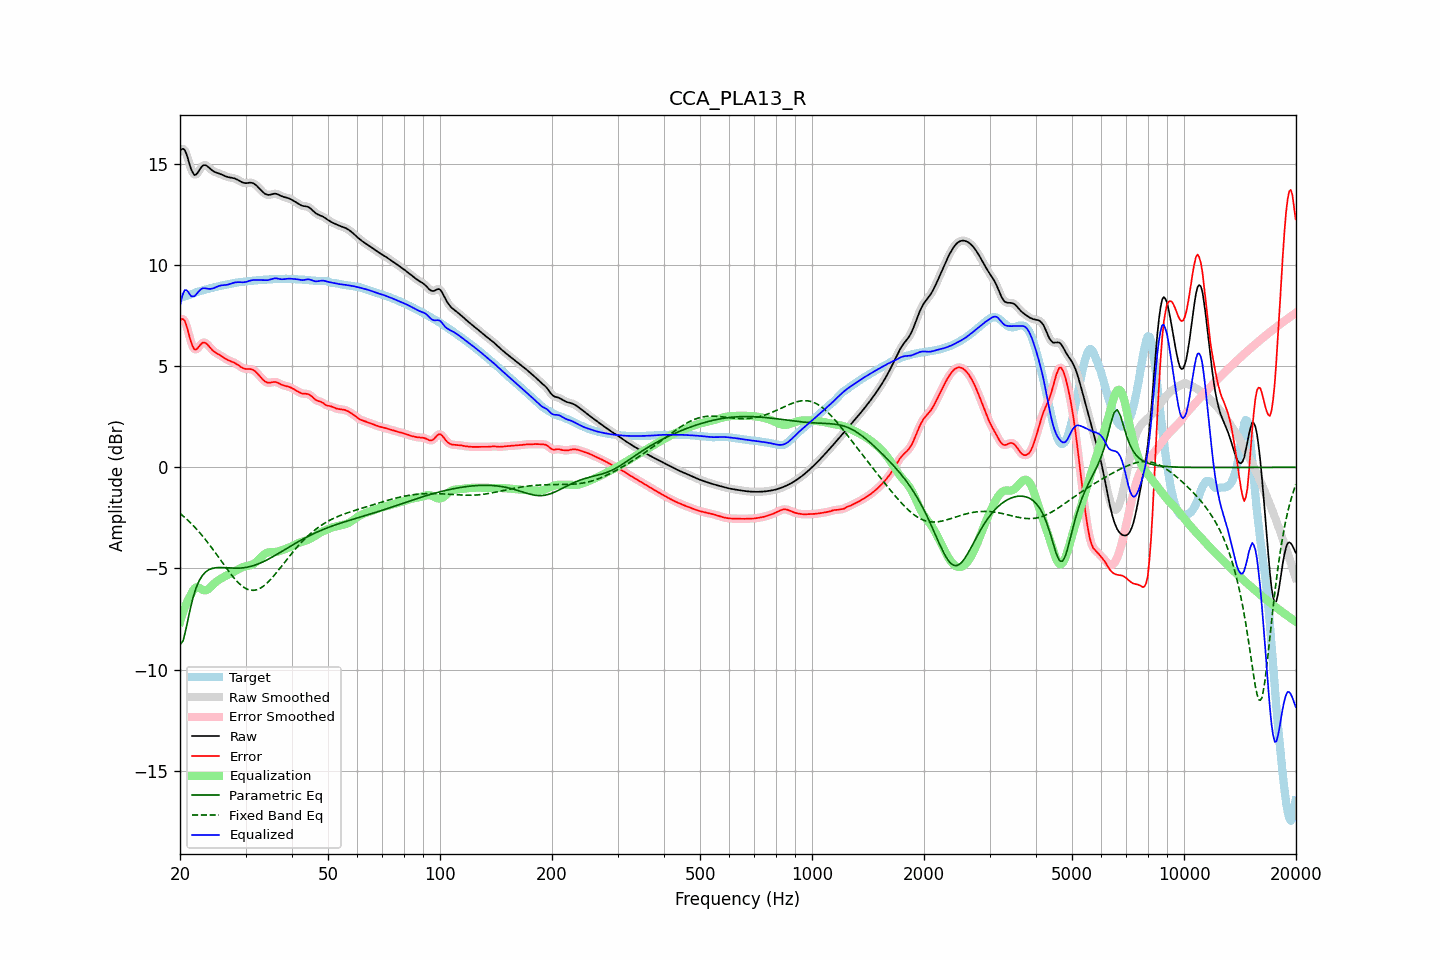 CCA_PLA13_R
Amplitude (dBr)
15
10
5
0
−5
−10
−15
Target
Raw Smoothed
Error Smoothed
Raw
Error
Equalization
Parametric Eq
Fixed Band Eq
Equalized
20 50 100 200 500 1000 2000 5000 10000 20000
Frequency (Hz)